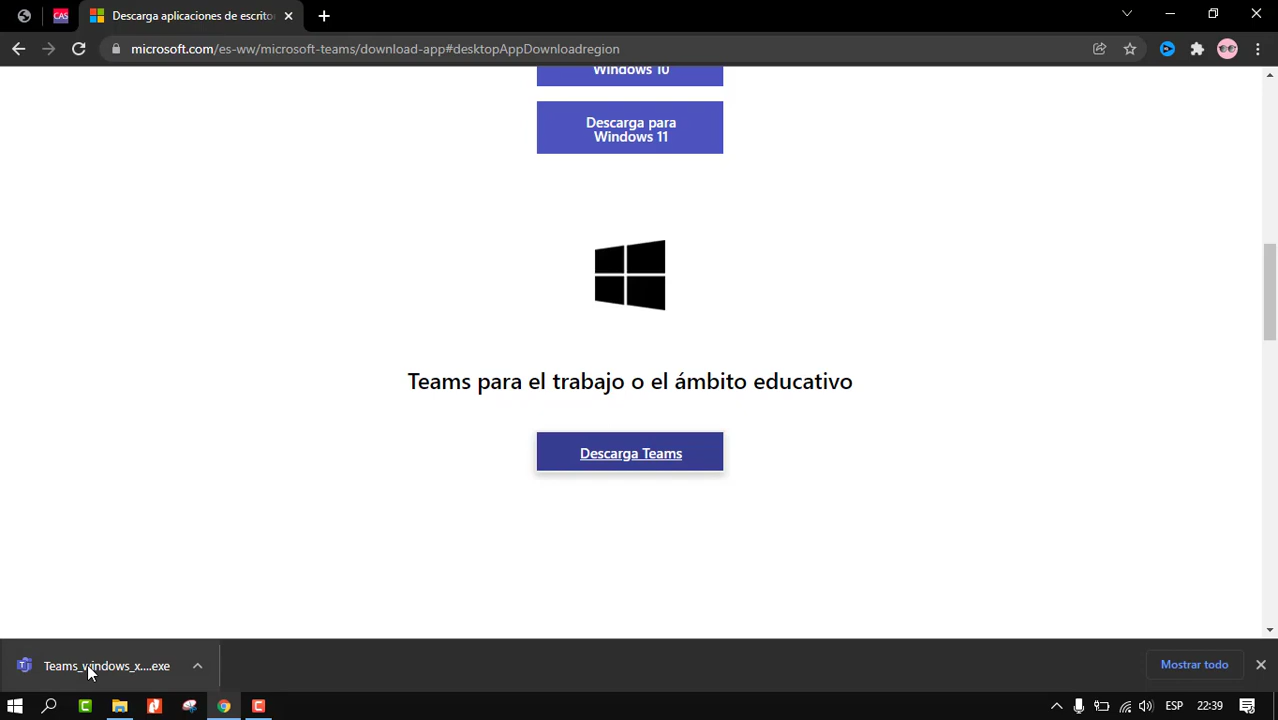 CAS
Descarga aplicaciones de escrito
microsoft.com/es-ww/microsoft-teams/download-app#desktopAppDownloadregion
Windows 10
Descarga para
Windows 11
Teams para el trabajo o el ámbito educativo
Descarga Teams
Teams_windows_x....exe
Mostrar todo
ESP
22:39